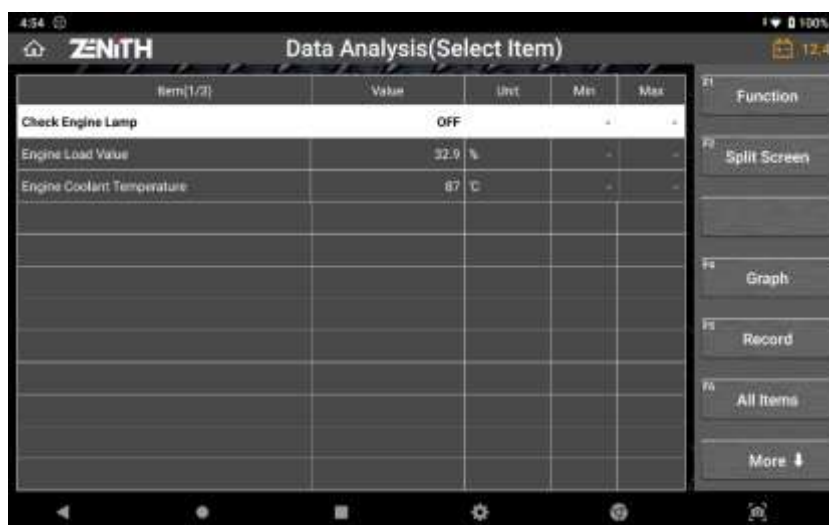 4:54
100%
ZENITH
Data Analysis(Select Item)
12.4
Item(1/3)
Value
Unit
Min
Max
Check Engine Lamp
OFF
-
-
Engine Load Value
32.9
%
-
-
Engine Coolant Temperature
87
℃
-
-
F1
Function
F2
Split Screen
F4
Graph
F5
Record
F6
All Items
More